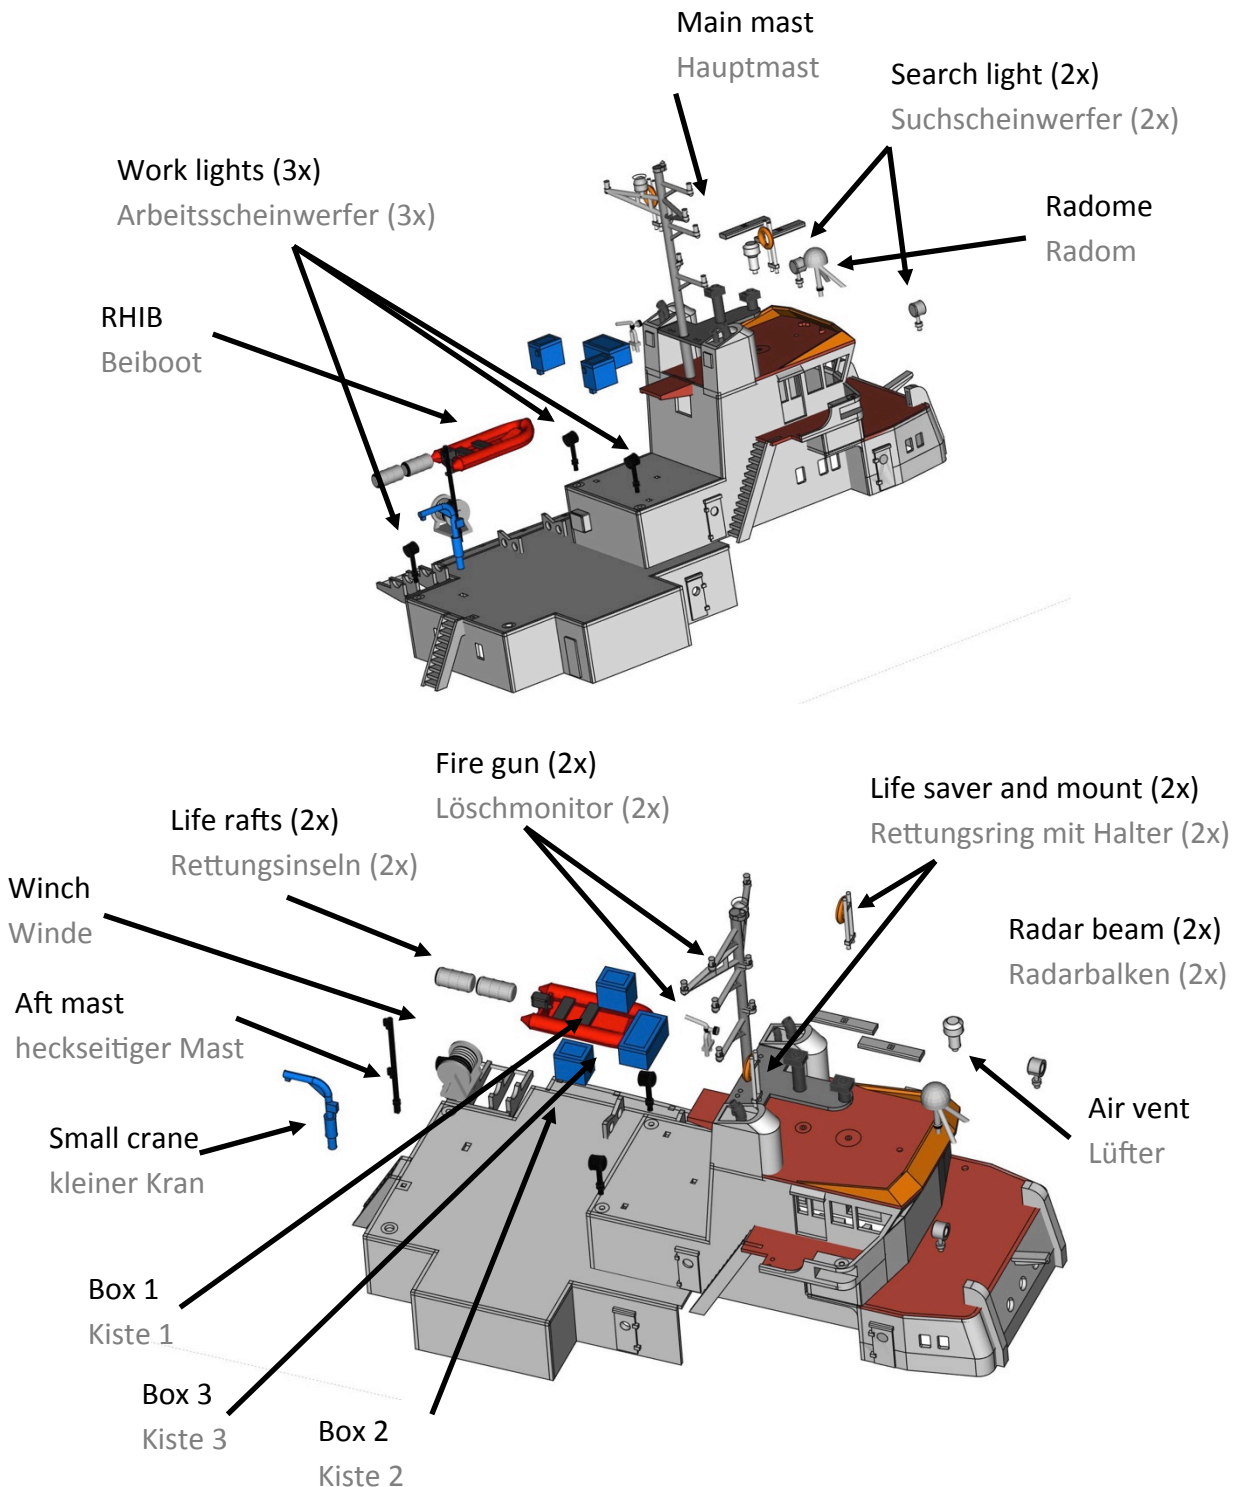 Main mast
Hauptmast
Search light (2x)
Suchscheinwerfer (2x)
Work lights (3x)
Arbeitsscheinwerfer (3x)
Radome
Radom
RHIB
Beiboot
Fire gun (2x)
Löschmonitor (2x)
Life saver and mount (2x)
Rettungsring mit Halter (2x)
Life rafts (2x)
Rettungsinseln (2x)
Winch
Winde
Radar beam (2x)
Radarbalken (2x)
Aft mast
heckseitiger Mast
Air vent
Lüfter
Small crane
kleiner Kran
Box 1
Kiste 1
Box 3
Kiste 3
Box 2
Kiste 2